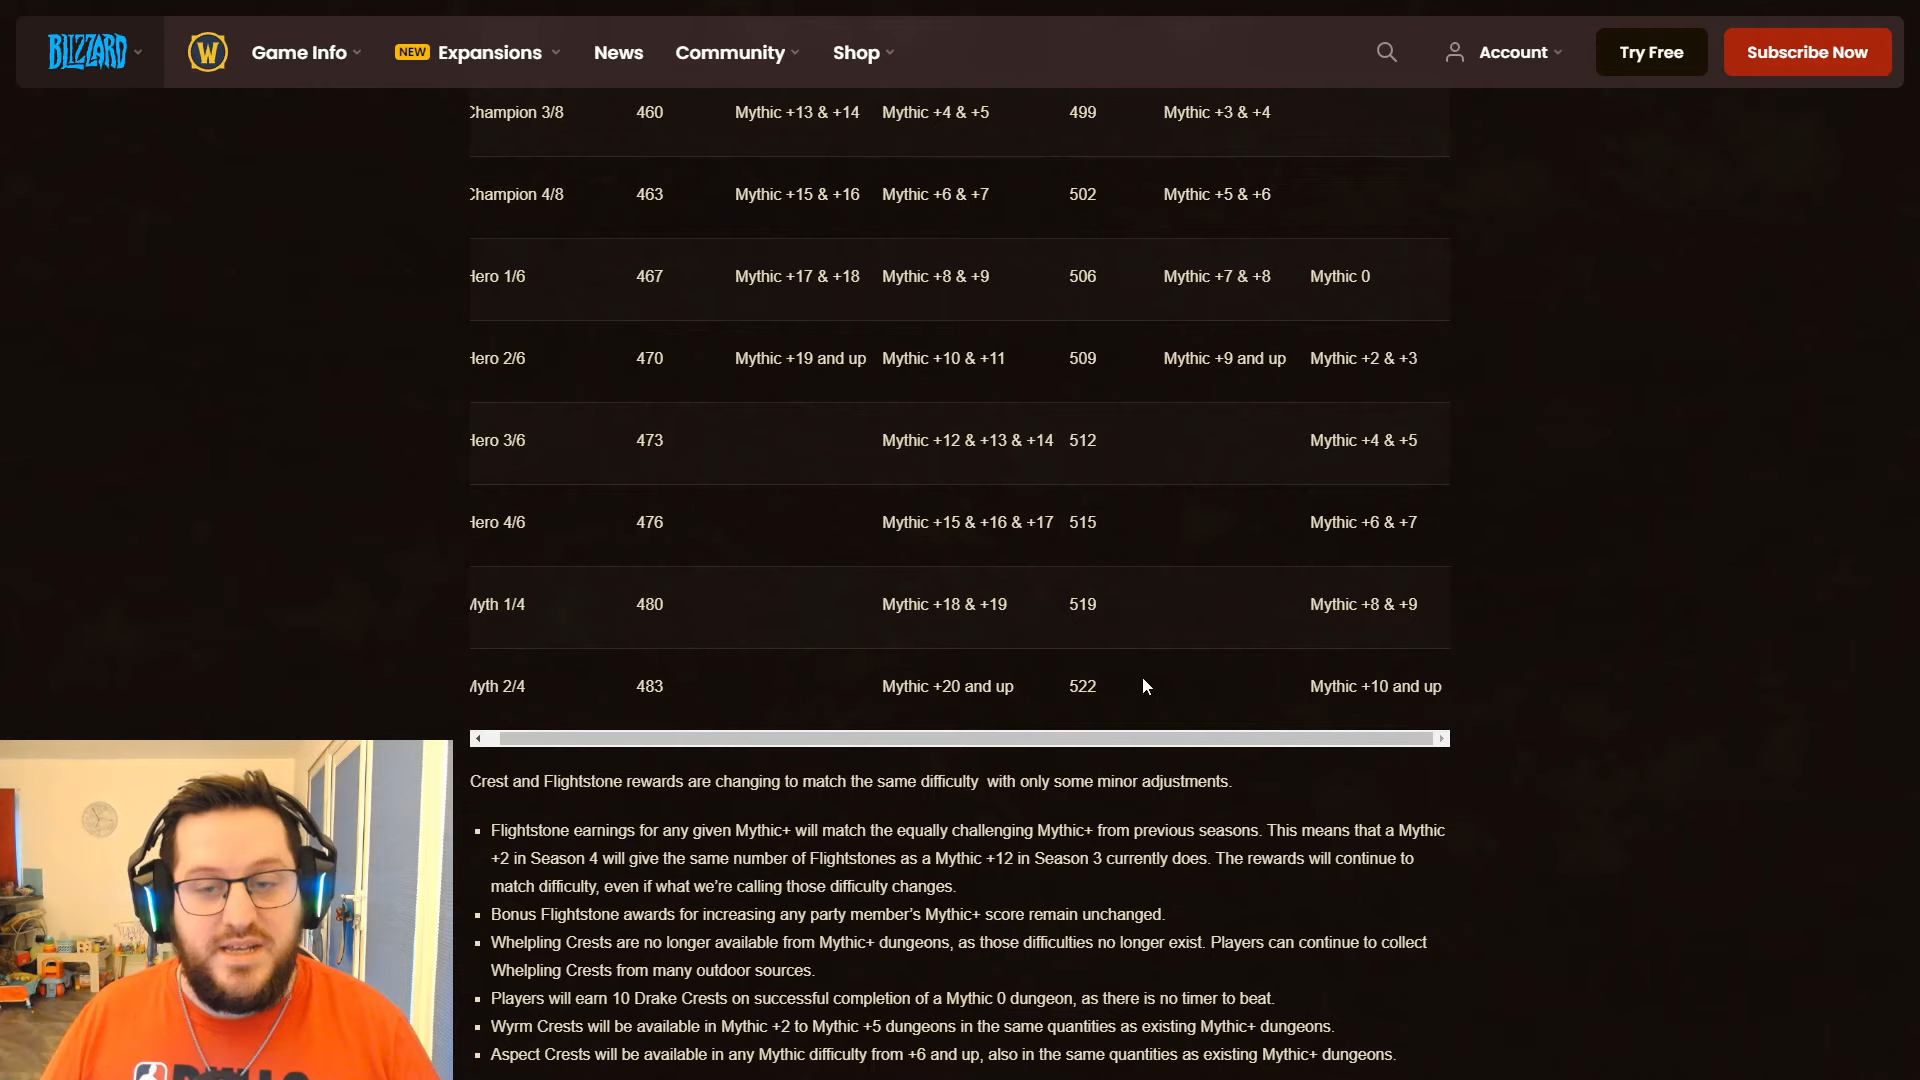 BLIZZARD W Game Info NEW Expansions News Community Shop Account Try Free Subscribe Now
Champion 3/8 460 Mythic +13 & +14 Mythic +4 & +5 499 Mythic +3 & +4
Champion 4/8 463 Mythic +15 & +16 Mythic +6 & +7 502 Mythic +5 & +6
Hero 1/6 467 Mythic +17 & +18 Mythic +8 & +9 506 Mythic +7 & +8 Mythic 0
Hero 2/6 470 Mythic +19 and up Mythic +10 & +11 509 Mythic +9 and up Mythic +2 & +3
Hero 3/6 473 Mythic +12 & +13 & +14 512 Mythic +4 & +5
Hero 4/6 476 Mythic +15 & +16 & +17 515 Mythic +6 & +7
Myth 1/4 480 Mythic +18 & +19 519 Mythic +8 & +9
Myth 2/4 483 Mythic +20 and up 522 Mythic +10 and up
Crest and Flightstone rewards are changing to match the same difficulty with only some minor adjustments.
Flightstone earnings for any given Mythic+ will match the equally challenging Mythic+ from previous seasons. This means that a Mythic
+2 in Season 4 will give the same number of Flightstones as a Mythic +12 in Season 3 currently does. The rewards will continue to
match difficulty, even if what we're calling those difficulty changes.
Bonus Flightstone awards for increasing any party member's Mythic+ score remain unchanged.
Whelpling Crests are no longer available from Mythic+ dungeons, as those difficulties no longer exist. Players can continue to collect
Whelpling Crests from many outdoor sources.
Players will earn 10 Drake Crests on successful completion of a Mythic 0 dungeon, as there is no timer to beat.
Wyrm Crests will be available in Mythic +2 to Mythic +5 dungeons in the same quantities as existing Mythic+ dungeons.
Aspect Crests will be available in any Mythic difficulty from +6 and up, also in the same quantities as existing Mythic+ dungeons.